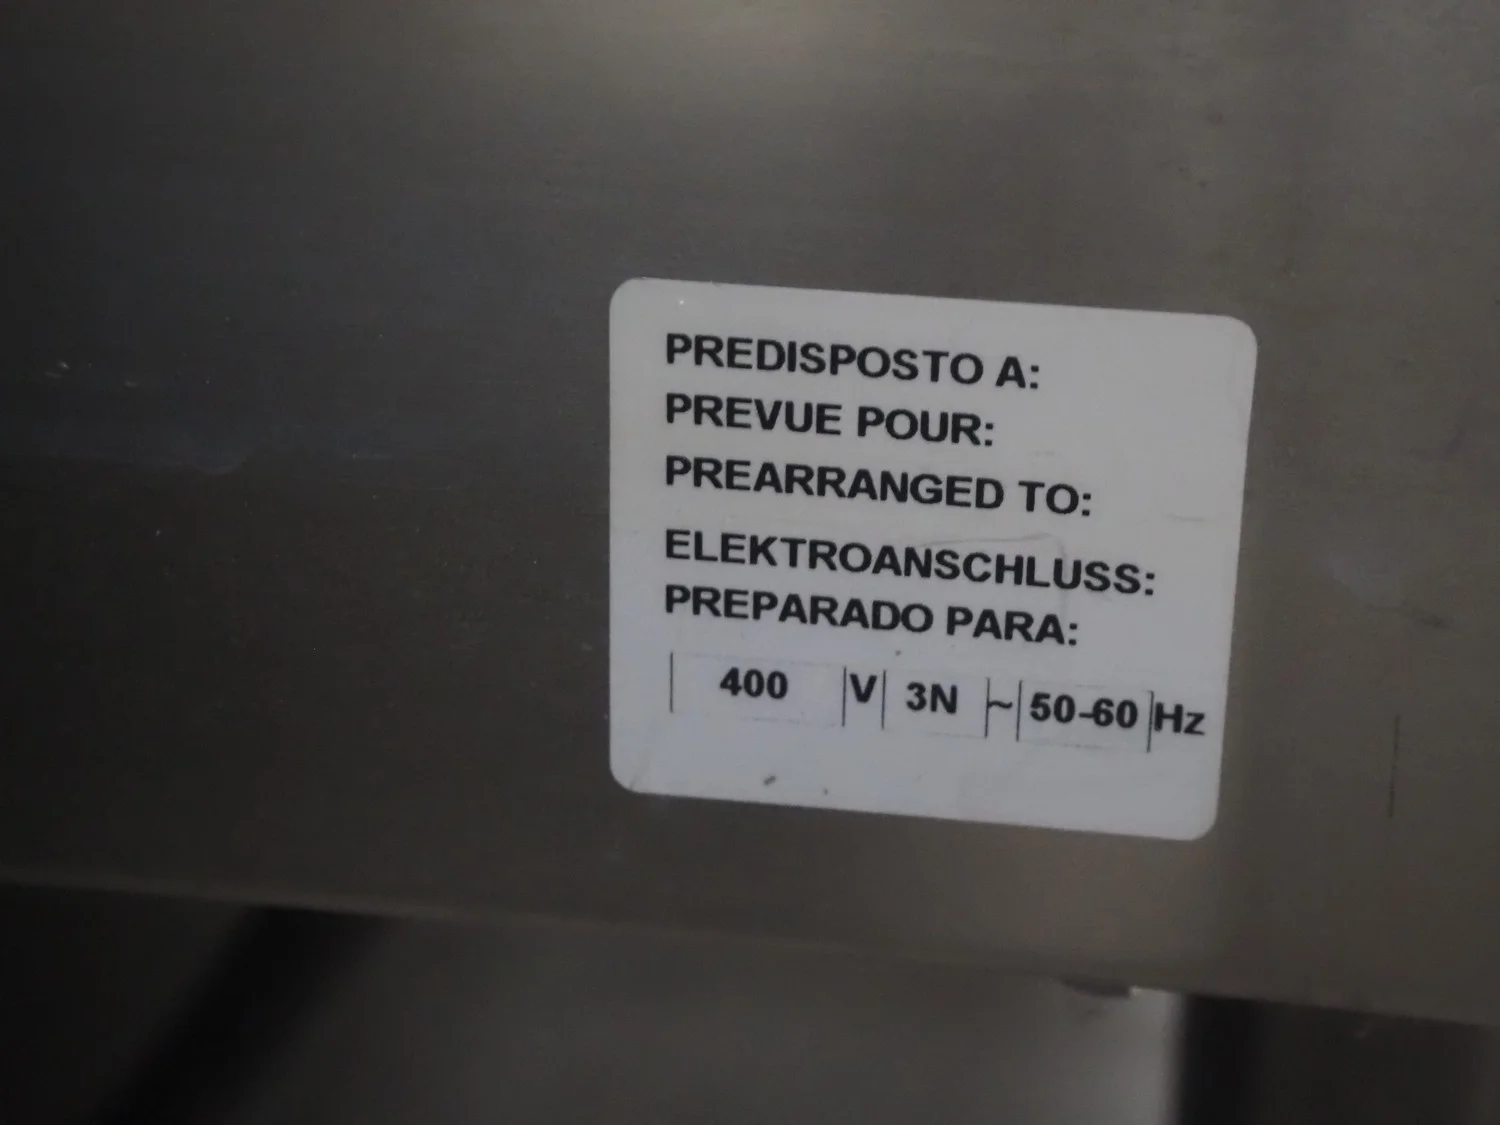 PREDISPOSTO A:
PREVUE POUR:
PREARRANGED TO:
ELEKTROANSCHLUSS:
PREPARADO PARA:
400 V 3N ~ 50-60 Hz